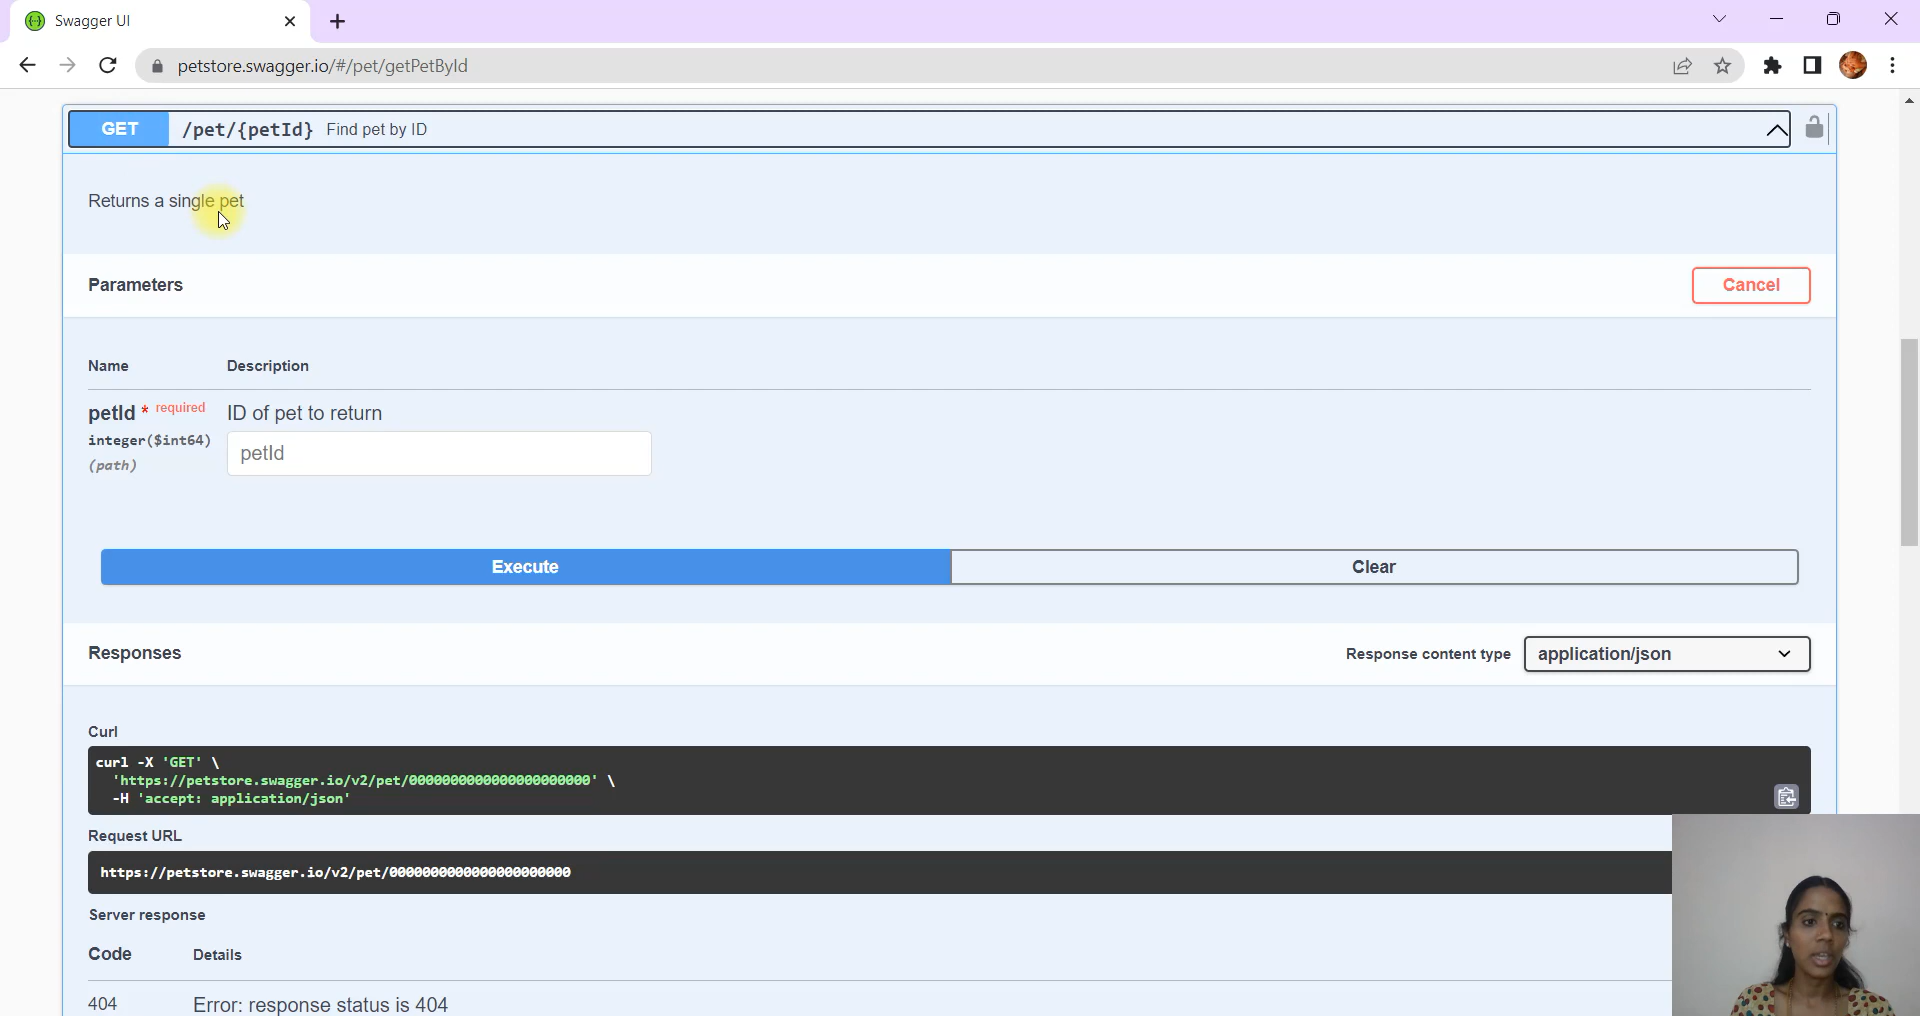 Swagger UI
petstore.swagger.io/#/pet/getPetById
GET /pet/{petId} Find pet by ID
Returns a single pet
Parameters
Cancel
Name Description
petId * required ID of pet to return
integer($int64)
petId
(path)
Execute Clear
Responses
Response content type application/json
Curl
curl -X 'GET' \
'https://petstore.swagger.io/v2/pet/0000000000000000000000' \
-H 'accept: application/json'
Request URL
https://petstore.swagger.io/v2/pet/0000000000000000000000
Server response
Code Details
404 Error: response status is 404